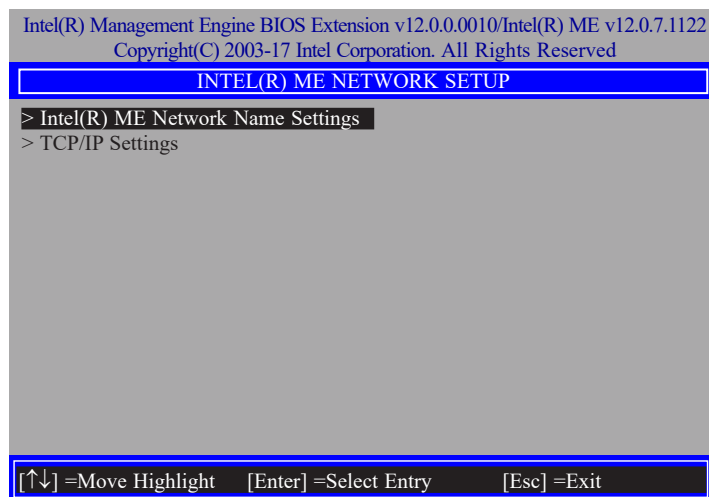 Intel(R) Management Engine BIOS Extension v12.0.0.0010/Intel(R) ME v12.0.7.1122
Copyright(C) 2003-17 Intel Corporation. All Rights Reserved
INTEL(R) ME NETWORK SETUP
> Intel(R) ME Network Name Settings
> TCP/IP Settings
[↑↓] =Move Highlight [Enter] =Select Entry [Esc] =Exit